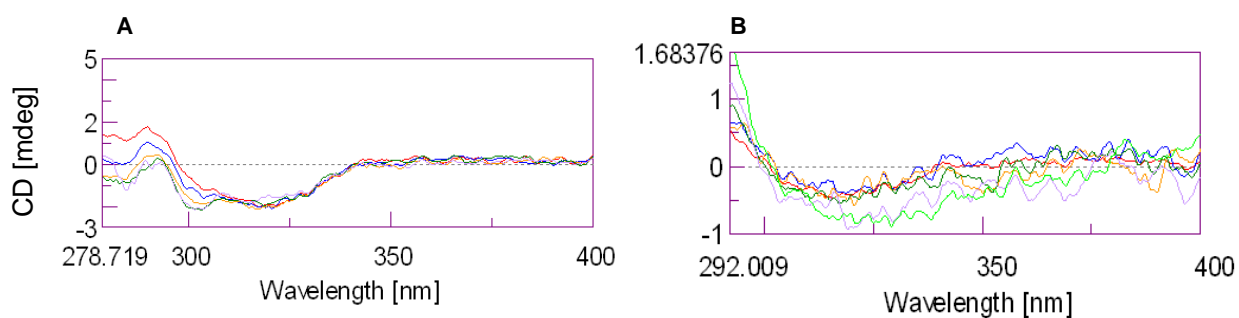 A
CD [mdeg]
5
2
0
-3
278.719 300 350 400
Wavelength [nm]
B
1.68376
1
0
-1
292.009 350 400
Wavelength [nm]